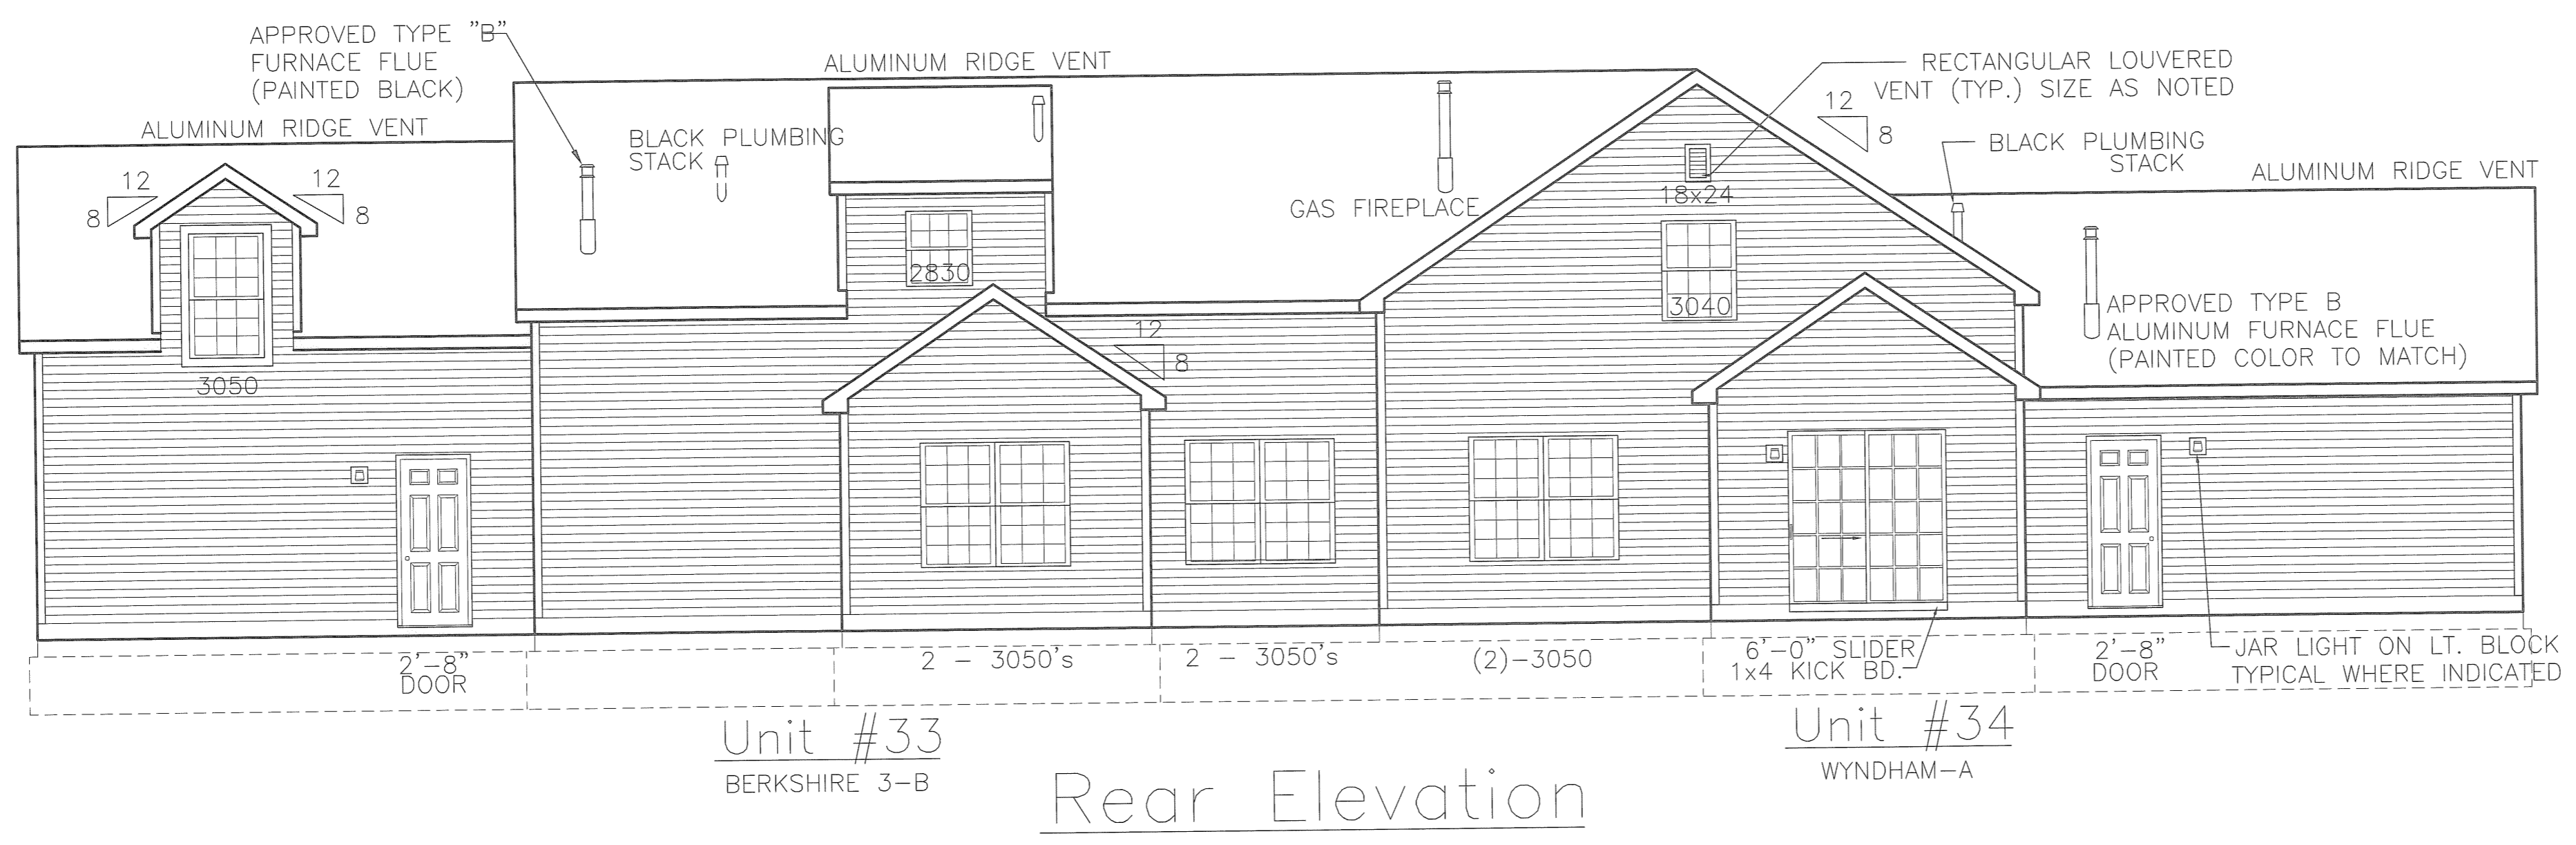 APPROVED TYPE "B"
FURNACE FLUE
(PAINTED BLACK)
ALUMINUM RIDGE VENT
ALUMINUM RIDGE VENT
RECTANGULAR LOUVERED
VENT (TYP.) SIZE AS NOTED
12
8
BLACK PLUMBING
STACK
BLACK PLUMBING
STACK
ALUMINUM RIDGE VENT
12
8
12
8
18x24
GAS FIREPLACE
2830
3040
APPROVED TYPE B
ALUMINUM FURNACE FLUE
(PAINTED COLOR TO MATCH)
12
8
3050
2'-8"
DOOR
2 - 3050's
2 - 3050's
(2)-3050
6'-0" SLIDER
1x4 KICK BD.
2'-8"
DOOR
JAR LIGHT ON LT. BLOCK
TYPICAL WHERE INDICATED
Unit #33
BERKSHIRE 3-B
Unit #34
WYNDHAM-A
Rear Elevation